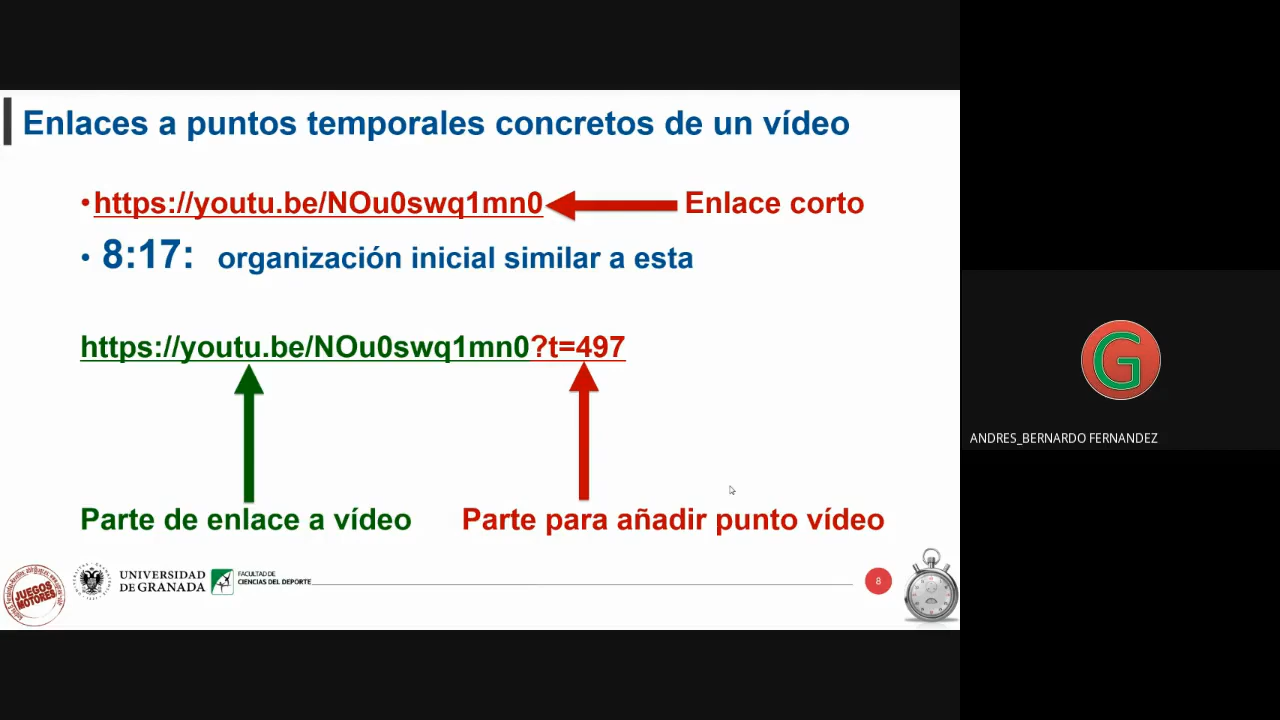 Enlaces a puntos temporales concretos de un vídeo
•https://youtu.be/NOu0swq1mn0 Enlace corto
• 8:17: organización inicial similar a esta
https://youtu.be/NOu0swq1mn0?t=497
Parte de enlace a vídeo Parte para añadir punto vídeo
JUEGOS
MOTORES
UNIVERSIDAD
DE GRANADA
FACULTAD DE
CIENCIAS DEL DEPORTE
8
G
ANDRES_BERNARDO FERNANDEZ